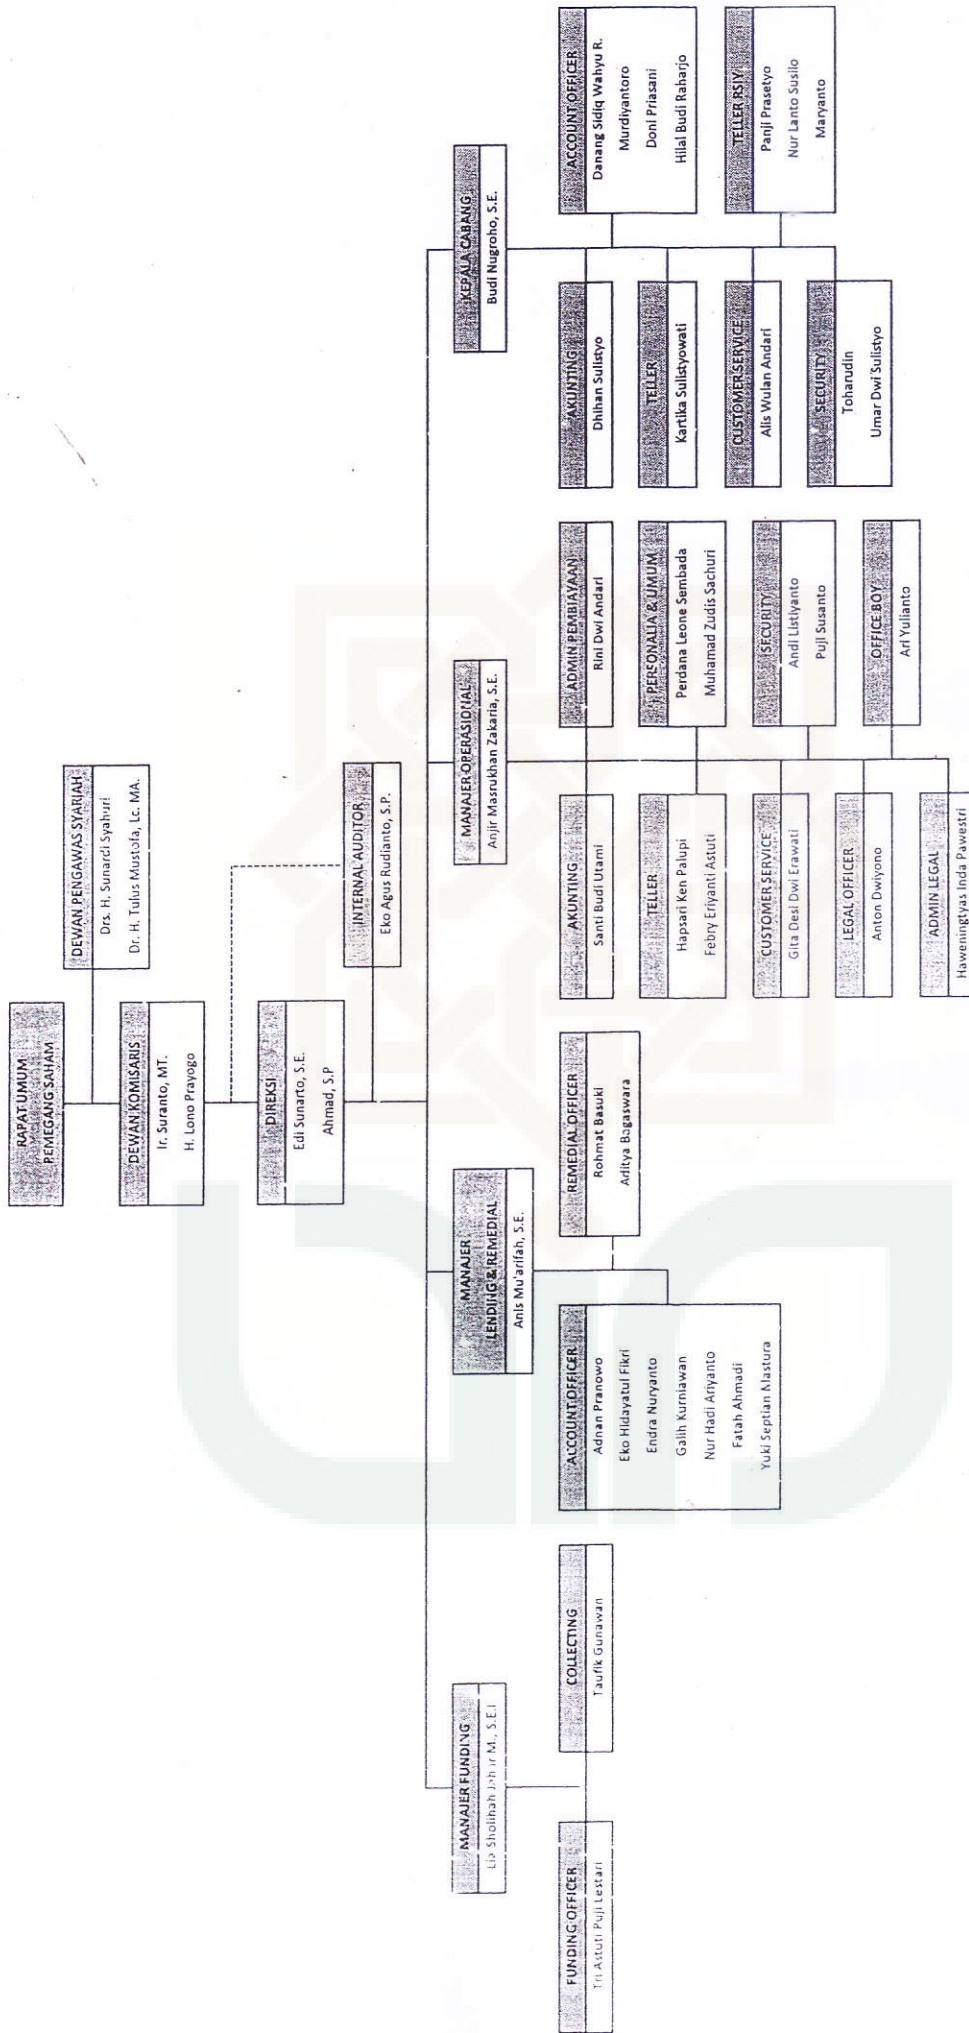 RAPAT UMUM
PEMEGANG SAHAM
DEWAN PENGAWAS SYARIAH
Drs. H. Sunardi Syahuri
Dr. H. Tulus Mustofa, Lc. MA.
DEWAN KOMISARIS
Ir. Suranto, MT.
H. Lono Prayogo
DIREKSI
Edi Sunarto, S.E.
Ahmad, S.P
INTERNAL AUDITOR
Eko Agus Rudianto, S.P.
MANAJER FUNDING
Lia Sholihah M., S.E.I
MANAJER
LENDING & REMEDIAL
Anis Mu'arifah, S.E.
MANAJER OPERASIONAL
Anjir Masrukhan Zakaria, S.E.
KEPALA CABANG
Budi Nugroho, S.E.
FUNDING OFFICER
Tri Astuti Puji Lestari
COLLECTING
Taufik Gunawan
ACCOUNT OFFICER
Adnan Pranowo
Eko Hidayatul Fikri
Endra Nuryanto
Galih Kurniawan
Nur Hadi Ariyanto
Fatah Ahmadi
Yuki Septian Mastura
REMEDIAL OFFICER
Rohmat Basuki
Aditya Bagaswara
AKUNTING
Santi Budi Utami
TELLER
Hapsari Ken Palupi
Febry Eriyanti Astuti
CUSTOMER SERVICE
Gita Desi Dwi Erawati
LEGAL OFFICER
Anton Dwiyono
ADMIN LEGAL
Haweningtyas Inda Pawestri
ADMIN PEMBIAYAAN
Rini Dwi Andari
PERSONALIA & UMUM
Perdana Leone Sembada
Muhamad Zudis Sachuri
SECURITY
Andi Listiyanto
Puji Susanto
OFFICE BOY
Ari Yulianto
AKUNTING
Dhihan Sulistyo
TELLER
Kartika Sulistyowati
CUSTOMER SERVICE
Alis Wulan Andari
SECURITY
Toharudin
Umar Dwi Sulistyo
ACCOUNT OFFICER
Danang Sidiq Wahyu R.
Murdiyantoro
Doni Priasani
Hilal Budi Raharjo
TELLER RSIY
Panji Prasetyo
Nur Lanto Susilo
Maryanto